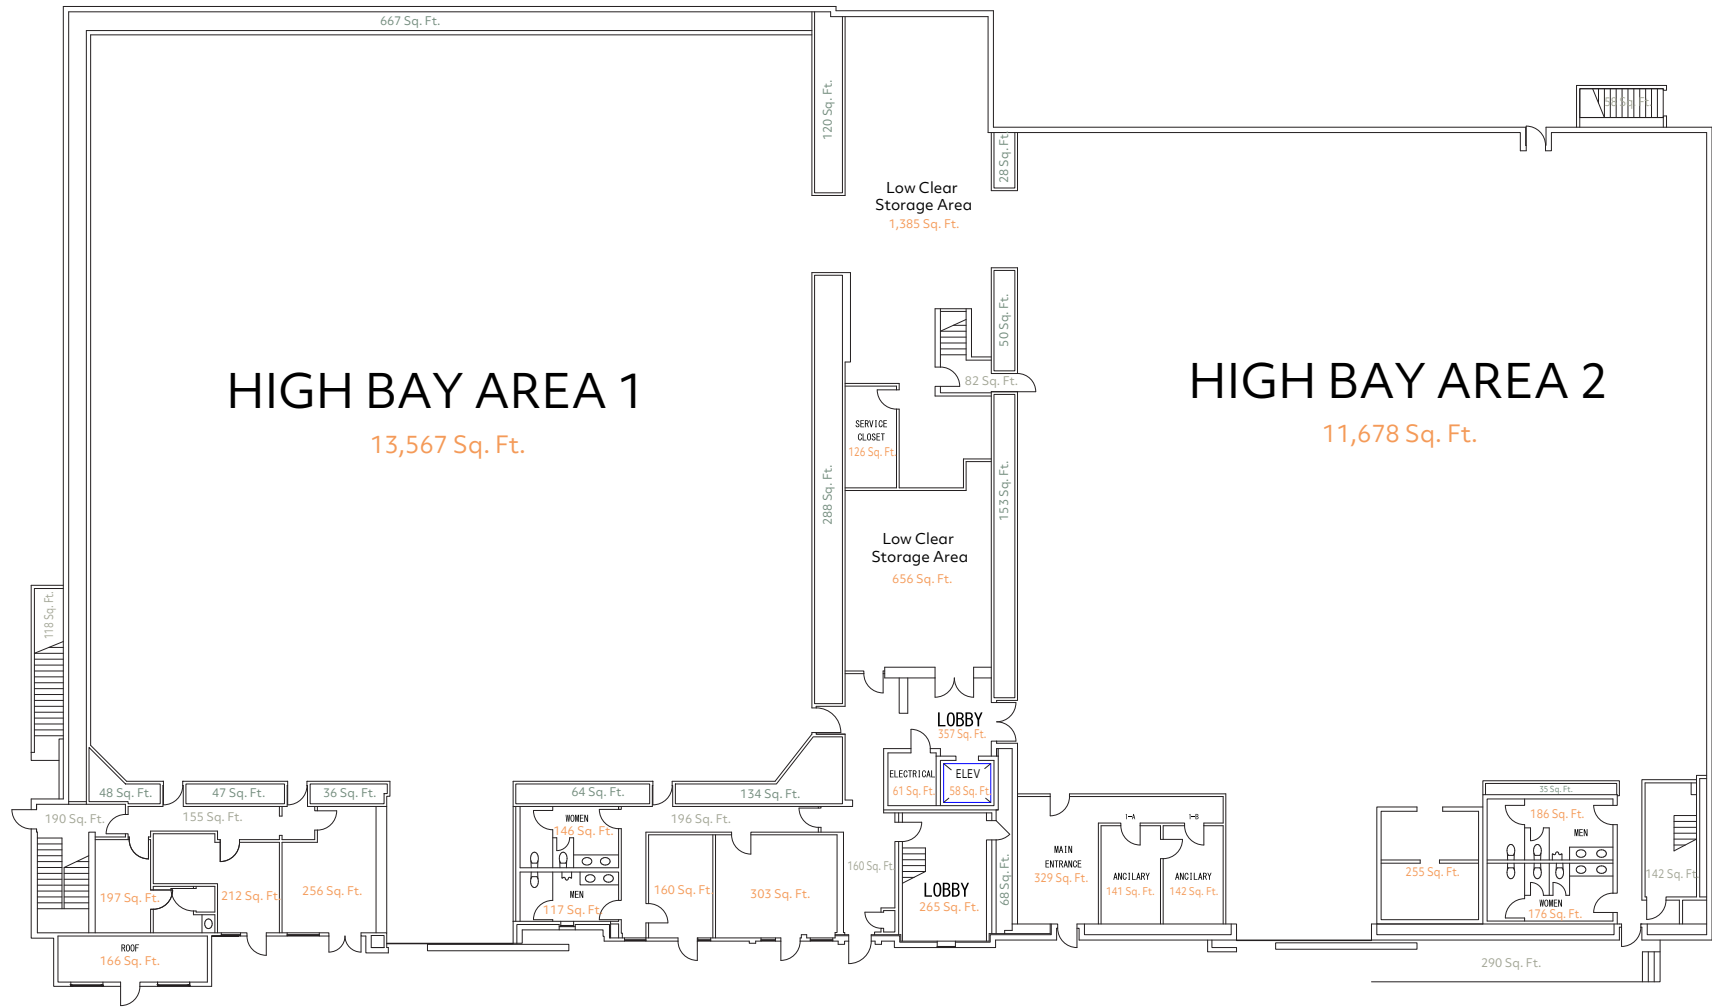 667 Sq. Ft.
120 Sq. Ft.
58 Sq. Ft.
28 Sq. Ft.
Low Clear
Storage Area
1,385 Sq. Ft.
50 Sq. Ft.
HIGH BAY AREA 1
13,567 Sq. Ft.
HIGH BAY AREA 2
11,678 Sq. Ft.
82 Sq. Ft.
SERVICE
CLOSET
126 Sq. Ft.
288 Sq. Ft.
153 Sq. Ft.
Low Clear
Storage Area
656 Sq. Ft.
118 Sq. Ft.
LOBBY
357 Sq. Ft.
ELECTRICAL
61 Sq. Ft.
ELEV
58 Sq. Ft.
48 Sq. Ft.
47 Sq. Ft.
36 Sq. Ft.
64 Sq. Ft.
134 Sq. Ft.
35 Sq. Ft.
190 Sq. Ft.
155 Sq. Ft.
WOMEN
146 Sq. Ft.
196 Sq. Ft.
1-A
1-B
186 Sq. Ft.
MEN
MAIN
ENTRANCE
329 Sq. Ft.
160 Sq. Ft.
68 Sq. Ft.
ANCILARY
141 Sq. Ft.
ANCILARY
142 Sq. Ft.
255 Sq. Ft.
142 Sq. Ft.
197 Sq. Ft.
212 Sq. Ft.
256 Sq. Ft.
MEN
117 Sq. Ft.
160 Sq. Ft.
303 Sq. Ft.
LOBBY
265 Sq. Ft.
WOMEN
176 Sq. Ft.
ROOF
166 Sq. Ft.
290 Sq. Ft.